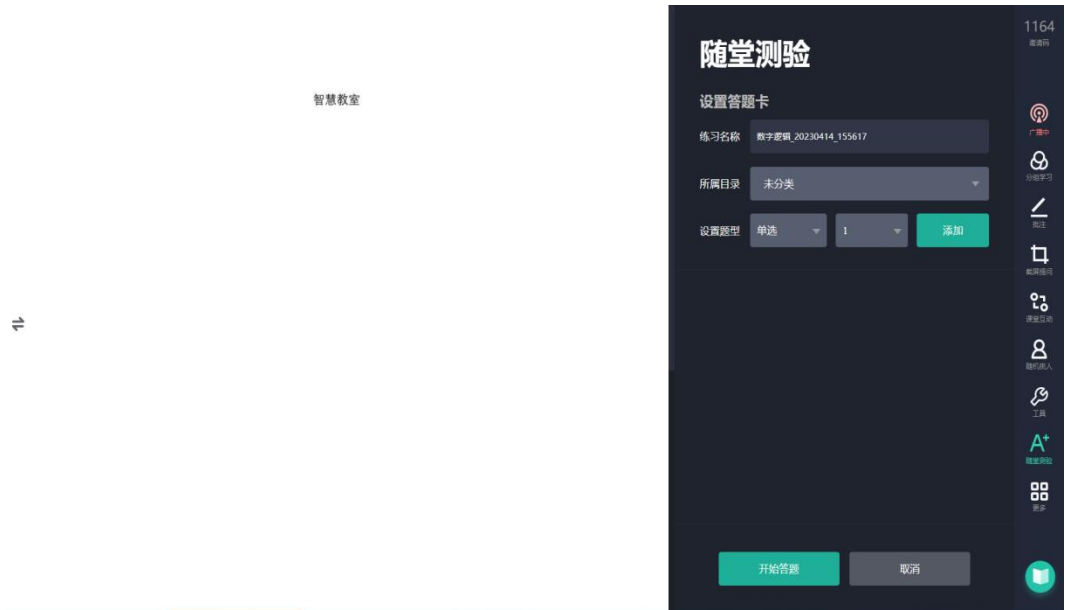 智慧教室
随堂测验
设置答题卡
练习名称 数字逻辑_20230414_155617
所属目录 未分类
设置题型 单选 1 添加
开始答题 取消
1164
邀请码
广播中
分组学习
批注
截屏提问
课堂互动
随机挑人
工具
A+
随堂测验
更多